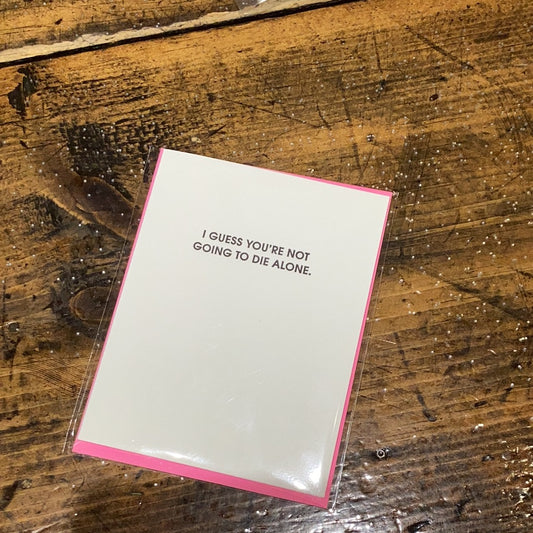 I GUESS YOU'RE NOT
GOING TO DIE ALONE.